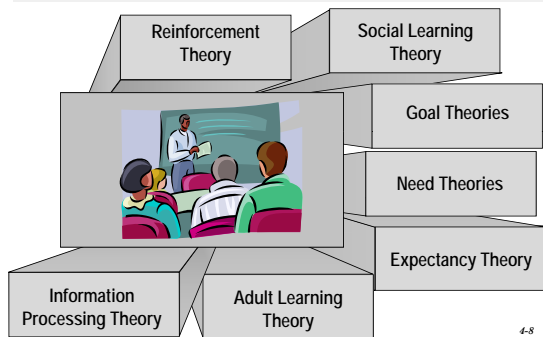 Reinforcement
Theory
Social Learning
Theory
Goal Theories
Need Theories
Expectancy Theory
Information
Processing Theory
Adult Learning
Theory
4-8